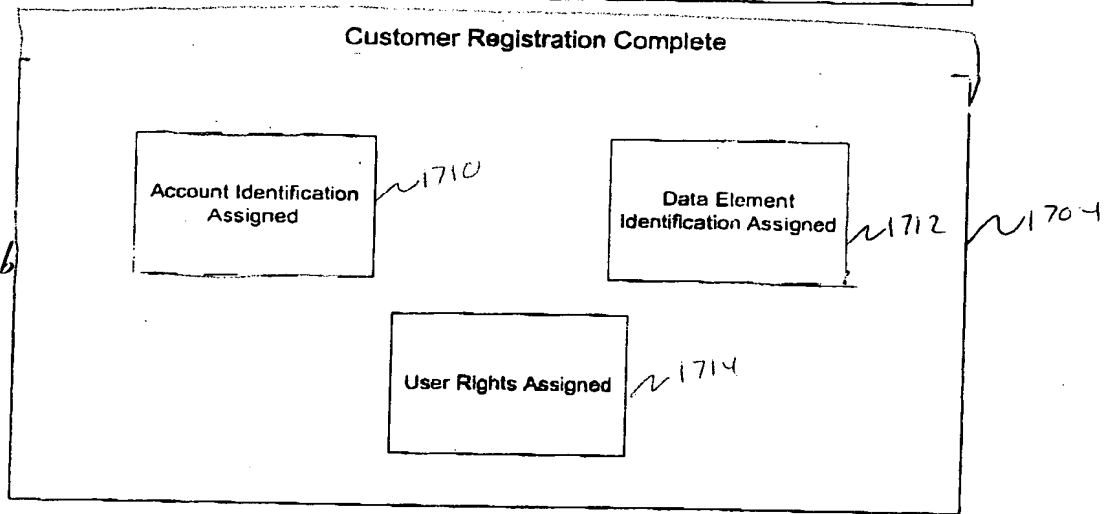 Customer Registration Complete
Account Identification
Assigned
1710
Data Element
Identification Assigned
1712
1704
User Rights Assigned
1714